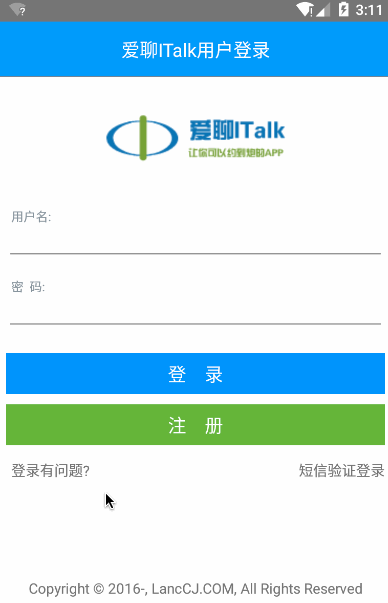 3:11
爱聊ITalk用户登录
爱聊ITalk
让你可以约到炮的APP
用户名:
密 码:
登 录
注 册
登录有问题?
短信验证登录
Copyright © 2016-, LancCJ.COM, All Rights Reserved